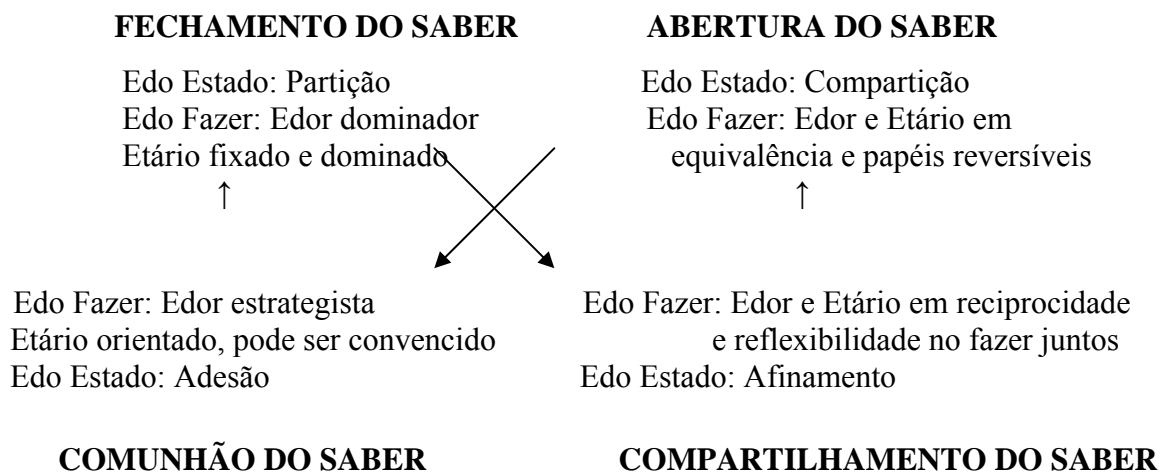 FECHAMENTO DO SABER
Edo Estado: Partição
Edo Fazer: Edor dominador
Etário fixado e dominado
↑
ABERTURA DO SABER
Edo Estado: Compartição
Edo Fazer: Edor e Etário em
equivalência e papéis reversíveis
↑
Edo Fazer: Edor estrategista
Etário orientado, pode ser convencido
Edo Estado: Adesão
COMUNHÃO DO SABER
Edo Fazer: Edor e Etário em reciprocidade
e reflexibilidade no fazer juntos
Edo Estado: Afinamento
COMPARTILHAMENTO DO SABER